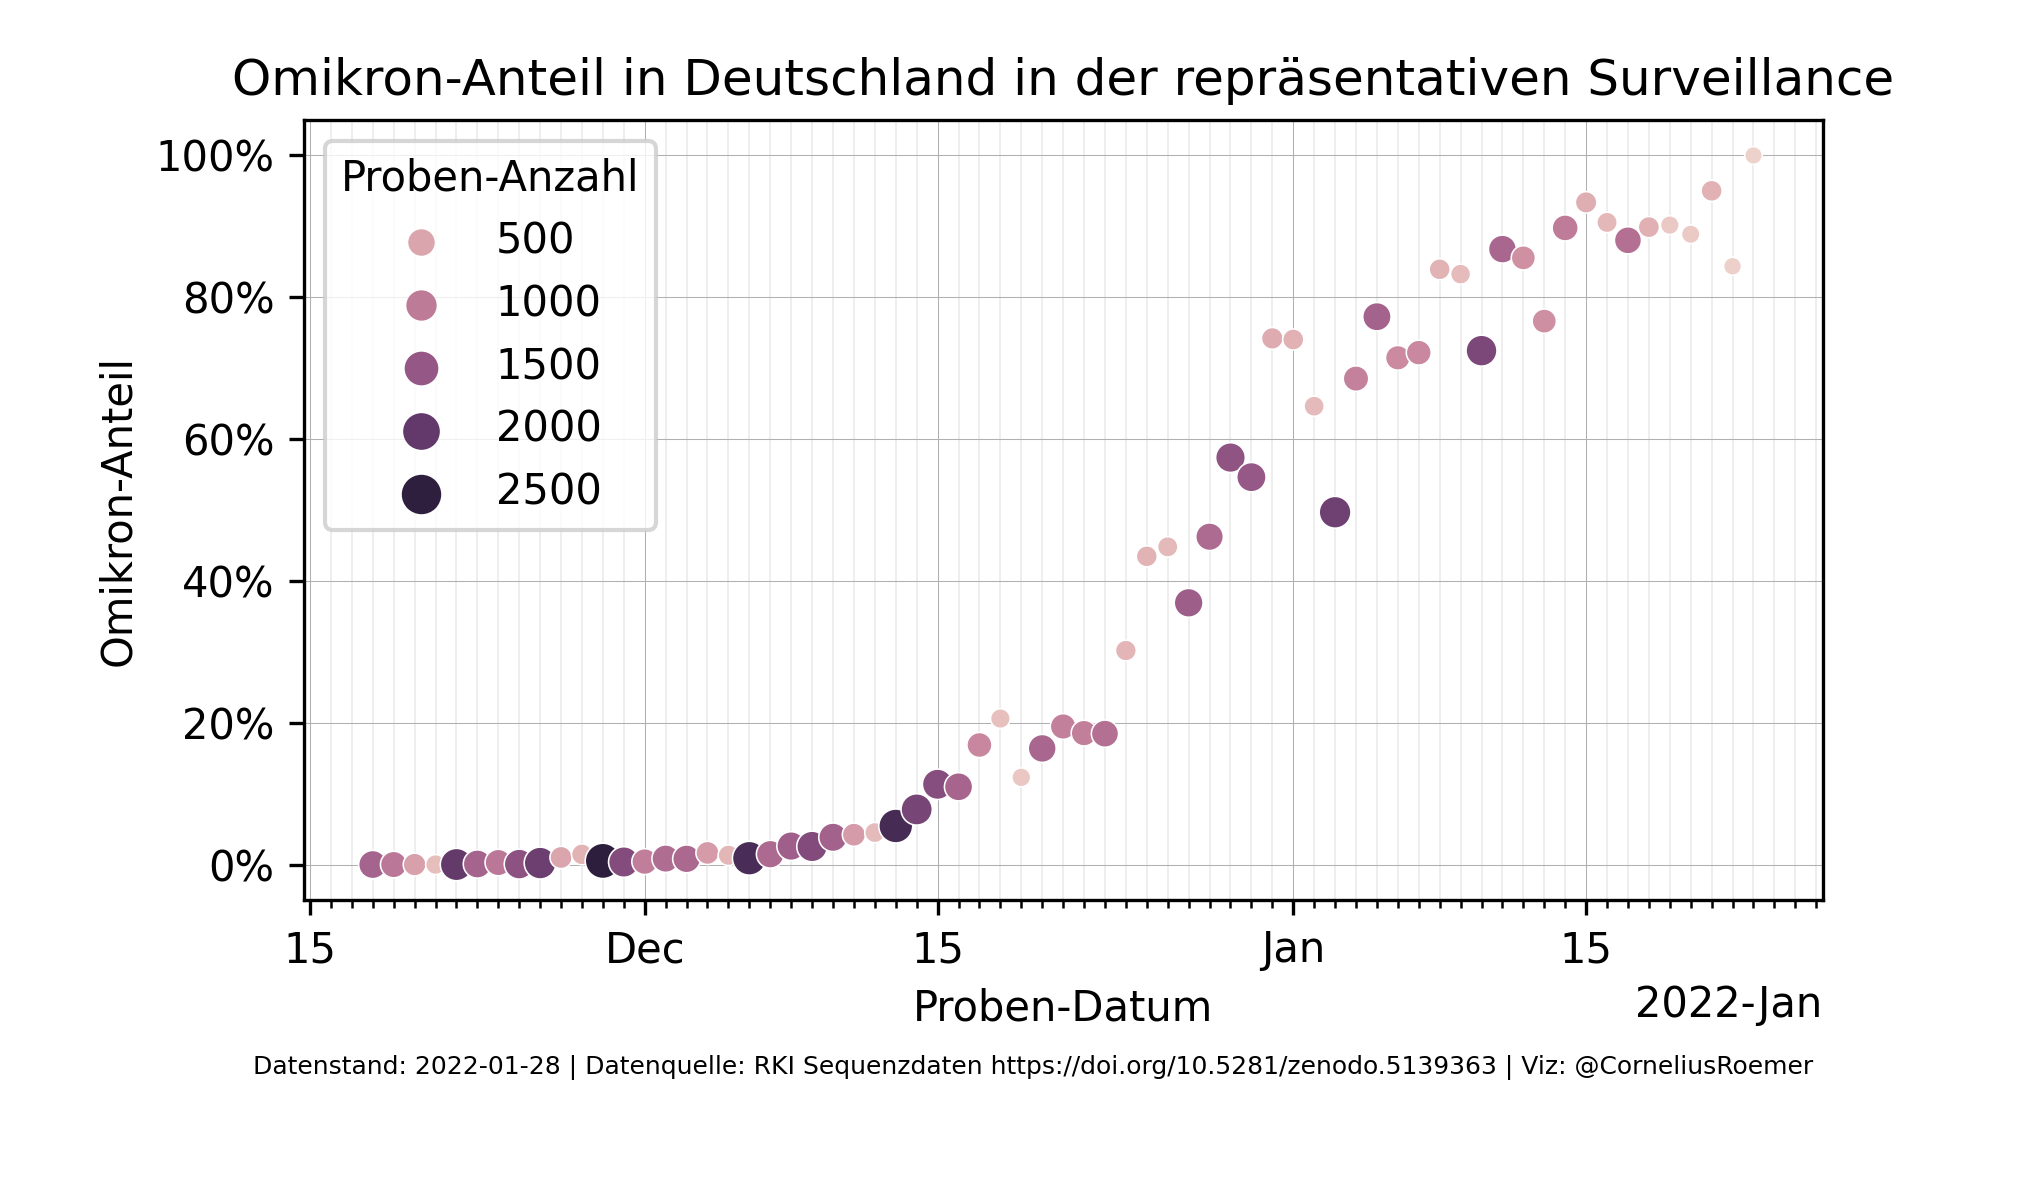 Omikron-Anteil in Deutschland in der repräsentativen Surveillance
Omikron-Anteil
100%
80%
60%
40%
20%
0%
Proben-Anzahl
500
1000
1500
2000
2500
15
Dec
15
Jan
15
Proben-Datum
2022-Jan
Datenstand: 2022-01-28 | Datenquelle: RKI Sequenzdaten https://doi.org/10.5281/zenodo.5139363 | Viz: @CorneliusRoemer